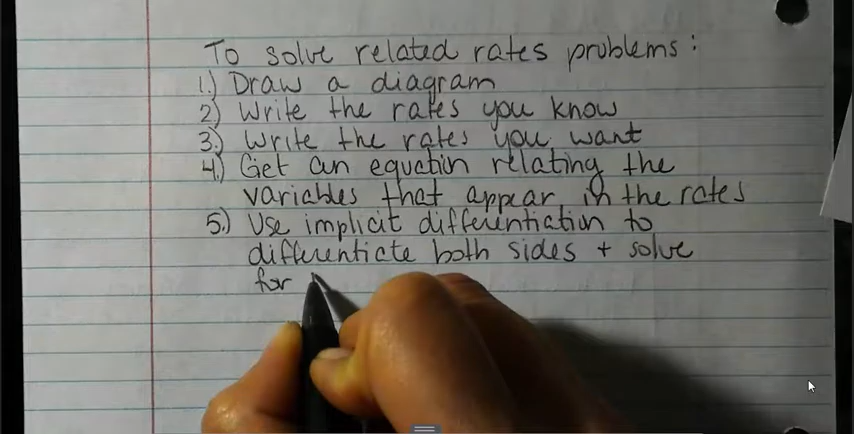 To solve related rates problems:
1.) Draw a diagram
2.) Write the rates you know
3.) Write the rates you want
4.) Get an equation relating the
variables that appear in the rates
5.) Use implicit differentiation to
differentiate both sides + solve
for